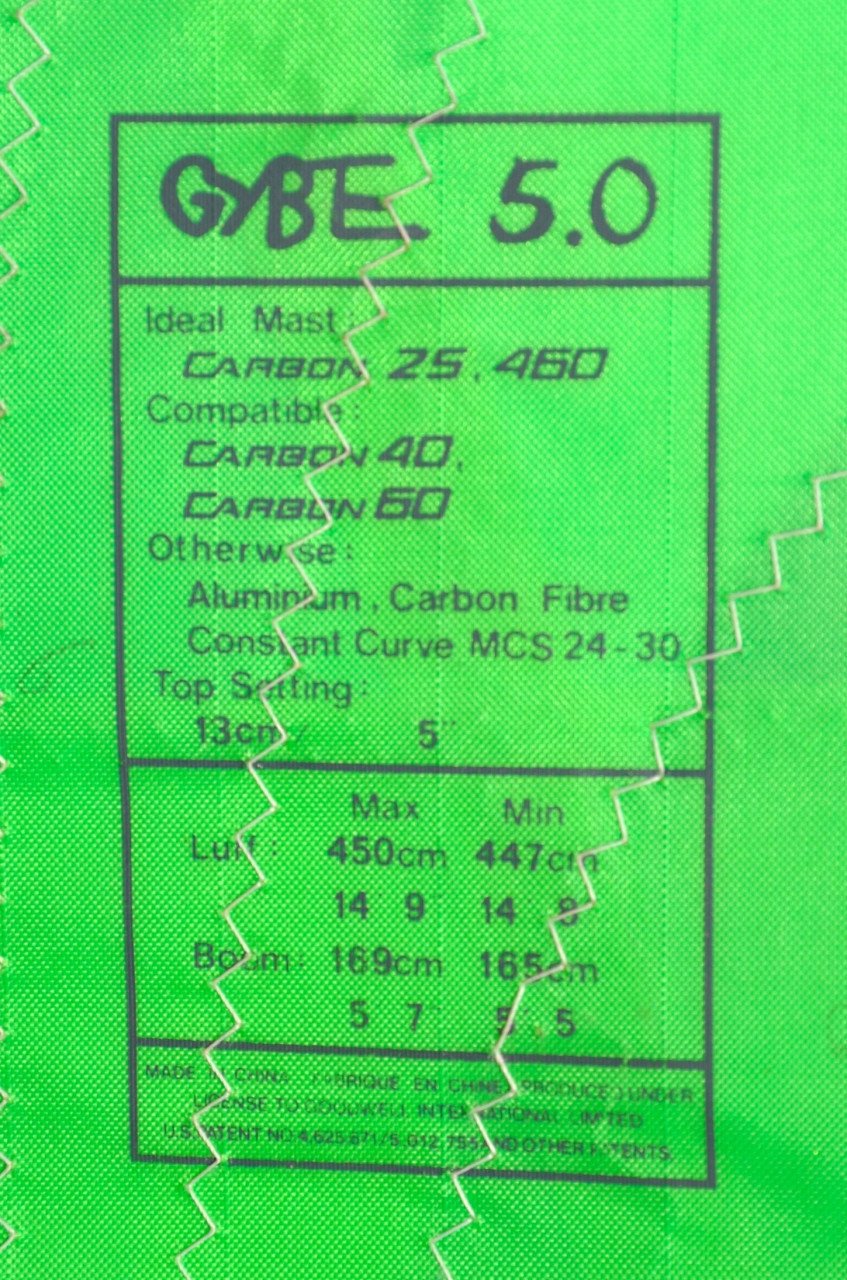 GYBE 5.0
Ideal Mast:
CARBON 25, 460
Compatible:
CARBON 40,
CARBON 60
Otherwise:
Aluminium, Carbon Fibre
Constant Curve MCS 24-30
Top Setting:
13cm/ 5"
Max Min
Luff: 450cm 447cm
14' 9" 14' 8"
Boom: 169cm 165cm
5' 7" 5' 5"
MADE IN CHINA. FABRIQUE EN CHINE. PRODUCED UNDER
LICENSE TO GOODWELL INTERNATIONAL LIMITED
U.S. PATENT NO. 4,625,671/5,012,755 AND OTHER PATENTS.